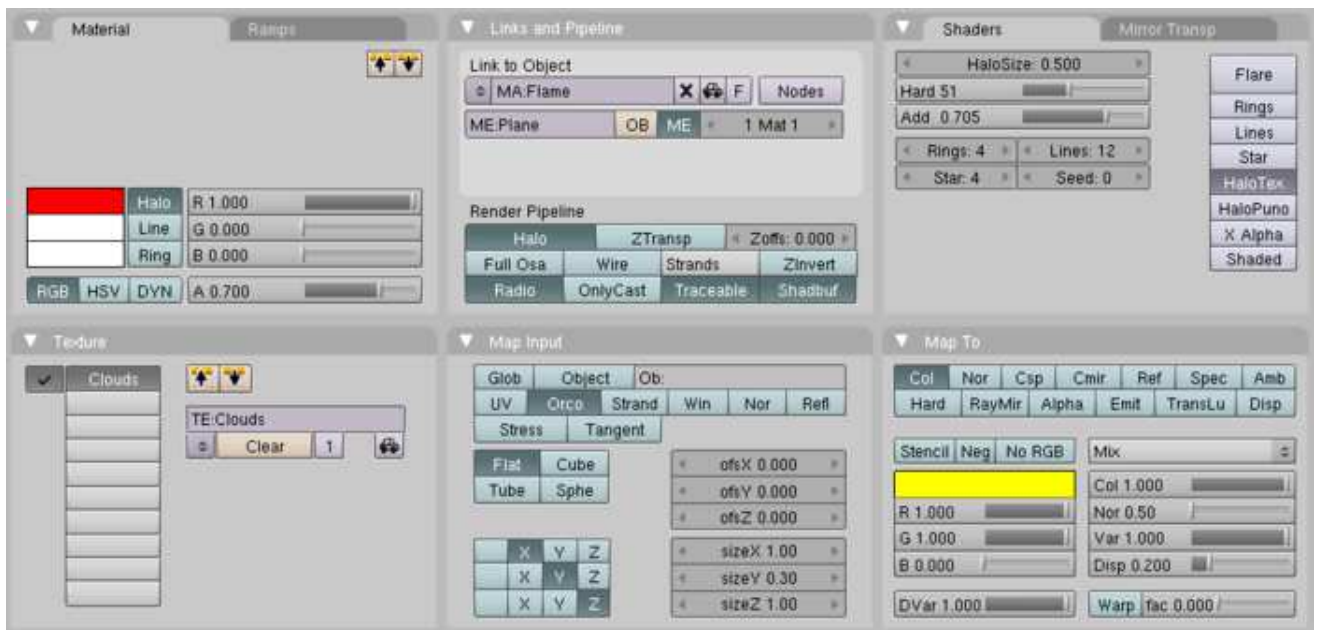 Material
Ramps
Halo
Line
Ring
R 1.000
G 0.000
B 0.000
RGB HSV DYN
A 0.700
Links and Pipeline
Link to Object
MA:Flame
F
Nodes
ME:Plane
OB
ME
1 Mat 1
Render Pipeline
Halo
ZTransp
Zoffs: 0.000
Full Osa
Wire
Strands
ZInvert
Radio
OnlyCast
Traceable
Shadbuf
Shaders
Mirror Transp
HaloSize: 0.500
Hard 51
Add 0.705
Rings: 4
Lines: 12
Star: 4
Seed: 0
Flare
Rings
Lines
Star
HaloTex
HaloPuno
X Alpha
Shaded
Texture
Clouds
TE:Clouds
Clear
1
Map Input
Glob
Object
Ob:
UV
Orco
Strand
Win
Nor
Refl
Stress
Tangent
Flat
Cube
Tube
Sphe
ofsX 0.000
ofsY 0.000
ofsZ 0.000
X Y Z
X Y Z
X Y Z
sizeX 1.00
sizeY 0.30
sizeZ 1.00
Map To
Col
Nor
Csp
Cmir
Ref
Spec
Amb
Hard
RayMir
Alpha
Emit
TransLu
Disp
Stencil
Neg
No RGB
Mix
R 1.000
G 1.000
B 0.000
Col 1.000
Nor 0.50
Var 1.000
Disp 0.200
DVar 1.000
Warp
fac 0.000